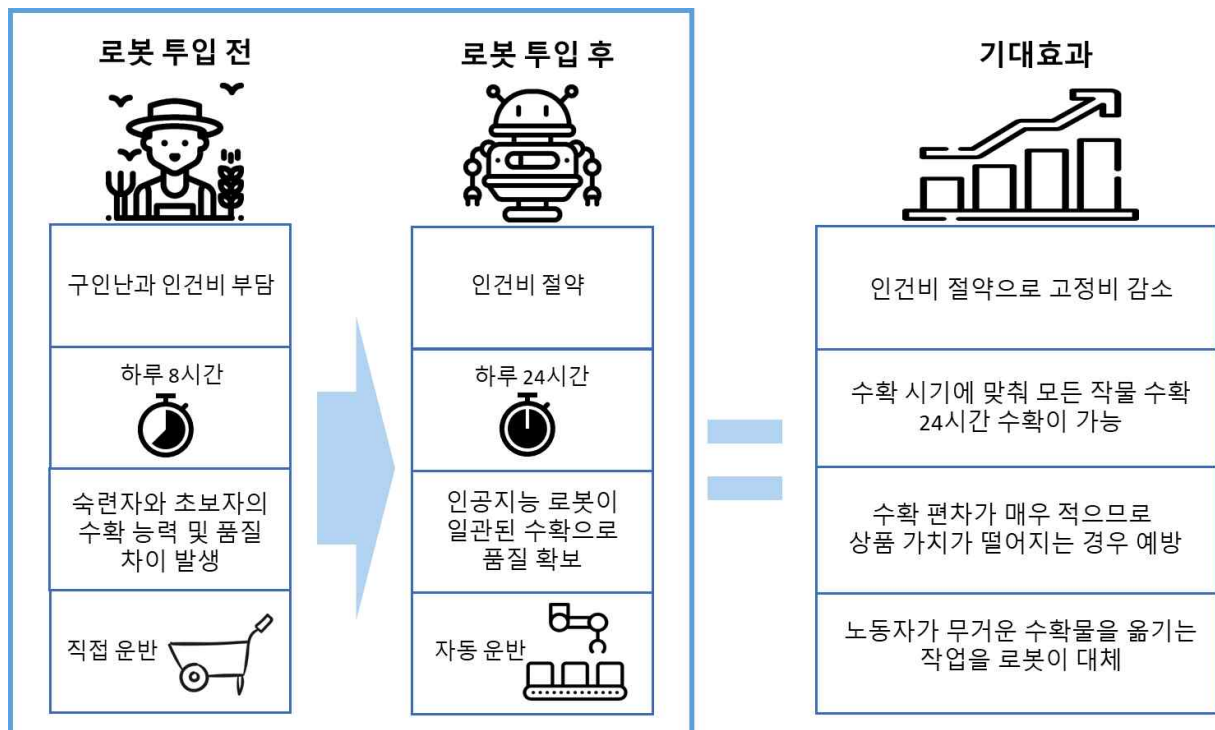 로봇 투입 전
로봇 투입 후
기대효과
구인난과 인건비 부담
인건비 절약
인건비 절약으로 고정비 감소
하루 8시간
하루 24시간
수확 시기에 맞춰 모든 작물 수확
24시간 수확이 가능
숙련자와 초보자의
수확 능력 및 품질
차이 발생
인공지능 로봇이
일관된 수확으로
품질 확보
수확 편차가 매우 적으므로
상품 가치가 떨어지는 경우 예방
직접 운반
자동 운반
노동자가 무거운 수확물을 옮기는
작업을 로봇이 대체